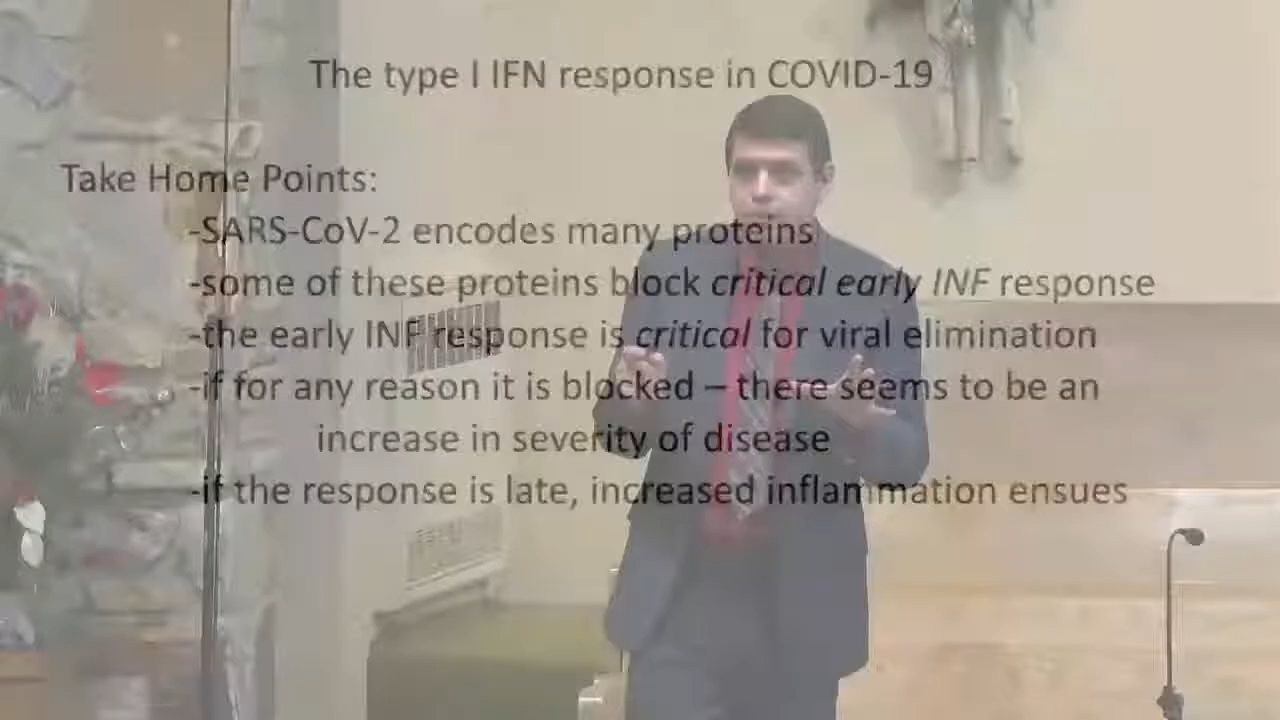 The type I IFN response in COVID-19
Take Home Points:
-SARS-CoV-2 encodes many proteins
-some of these proteins block critical early INF response
-the early INF response is critical for viral elimination
-if for any reason it is blocked – there seems to be an
increase in severity of disease
-if the response is late, increased inflammation ensues